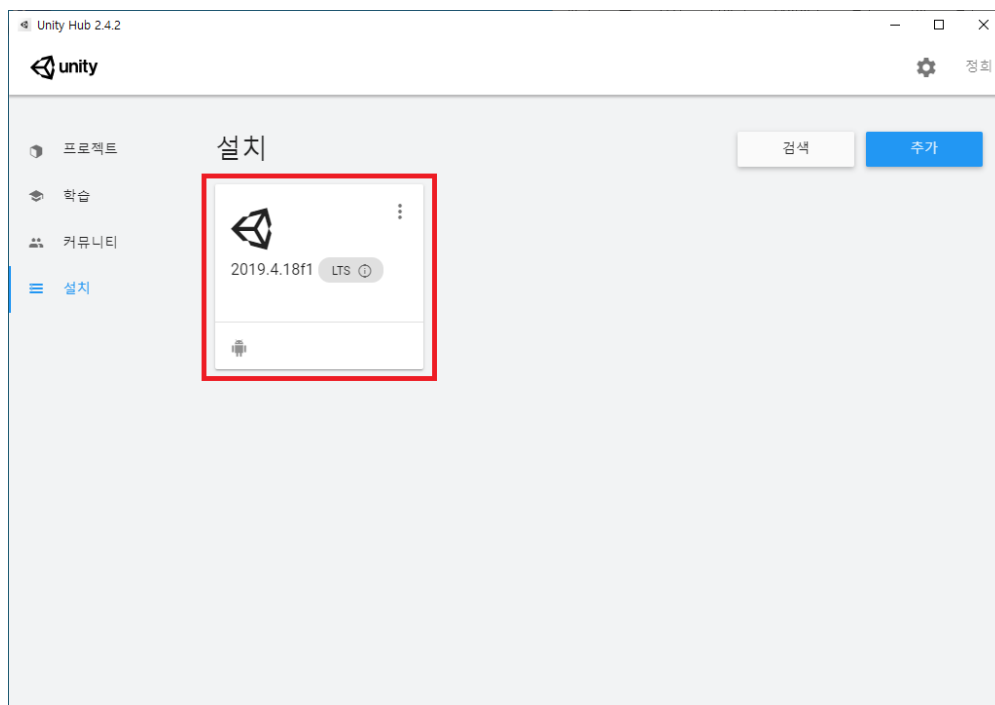 Unity Hub 2.4.2
unity
정희
프로젝트
학습
커뮤니티
설치
설치
검색
추가
2019.4.18f1 LTS